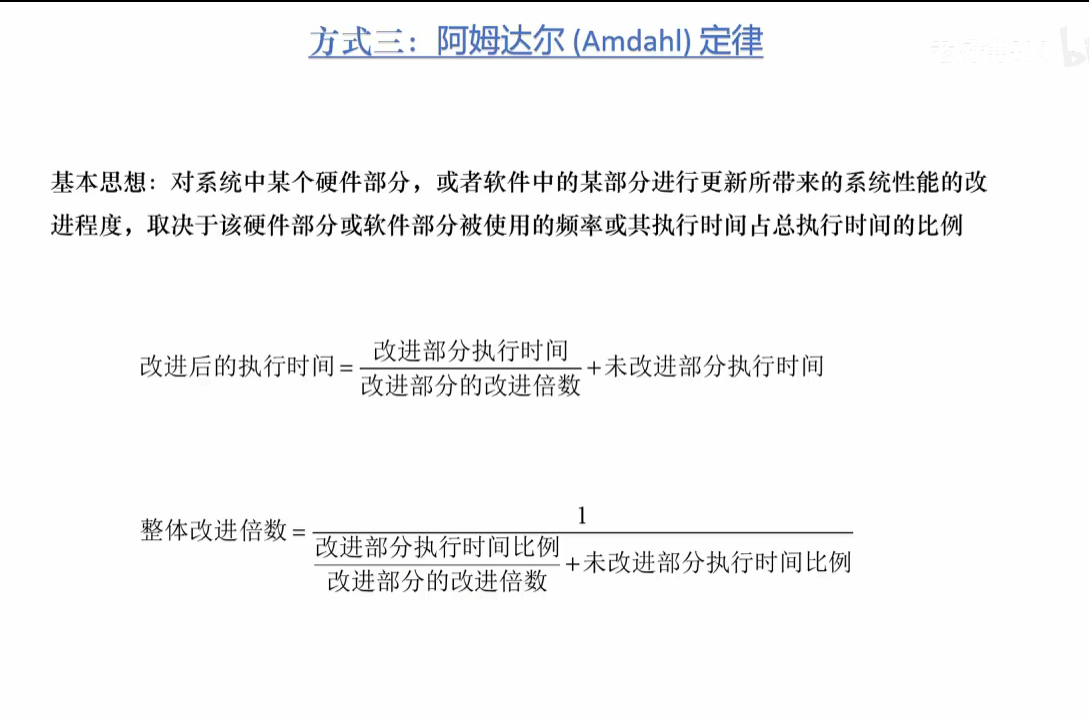 方式三：阿姆达尔 (Amdahl) 定律
基本思想：对系统中某个硬件部分，或者软件中的某部分进行更新所带来的系统性能的改
进程度，取决于该硬件部分或软件部分被使用的频率或其执行时间占总执行时间的比例
改进后的执行时间=改进部分执行时间/改进部分的改进倍数+未改进部分执行时间
整体改进倍数=1/(改进部分执行时间比例/改进部分的改进倍数+未改进部分执行时间比例)